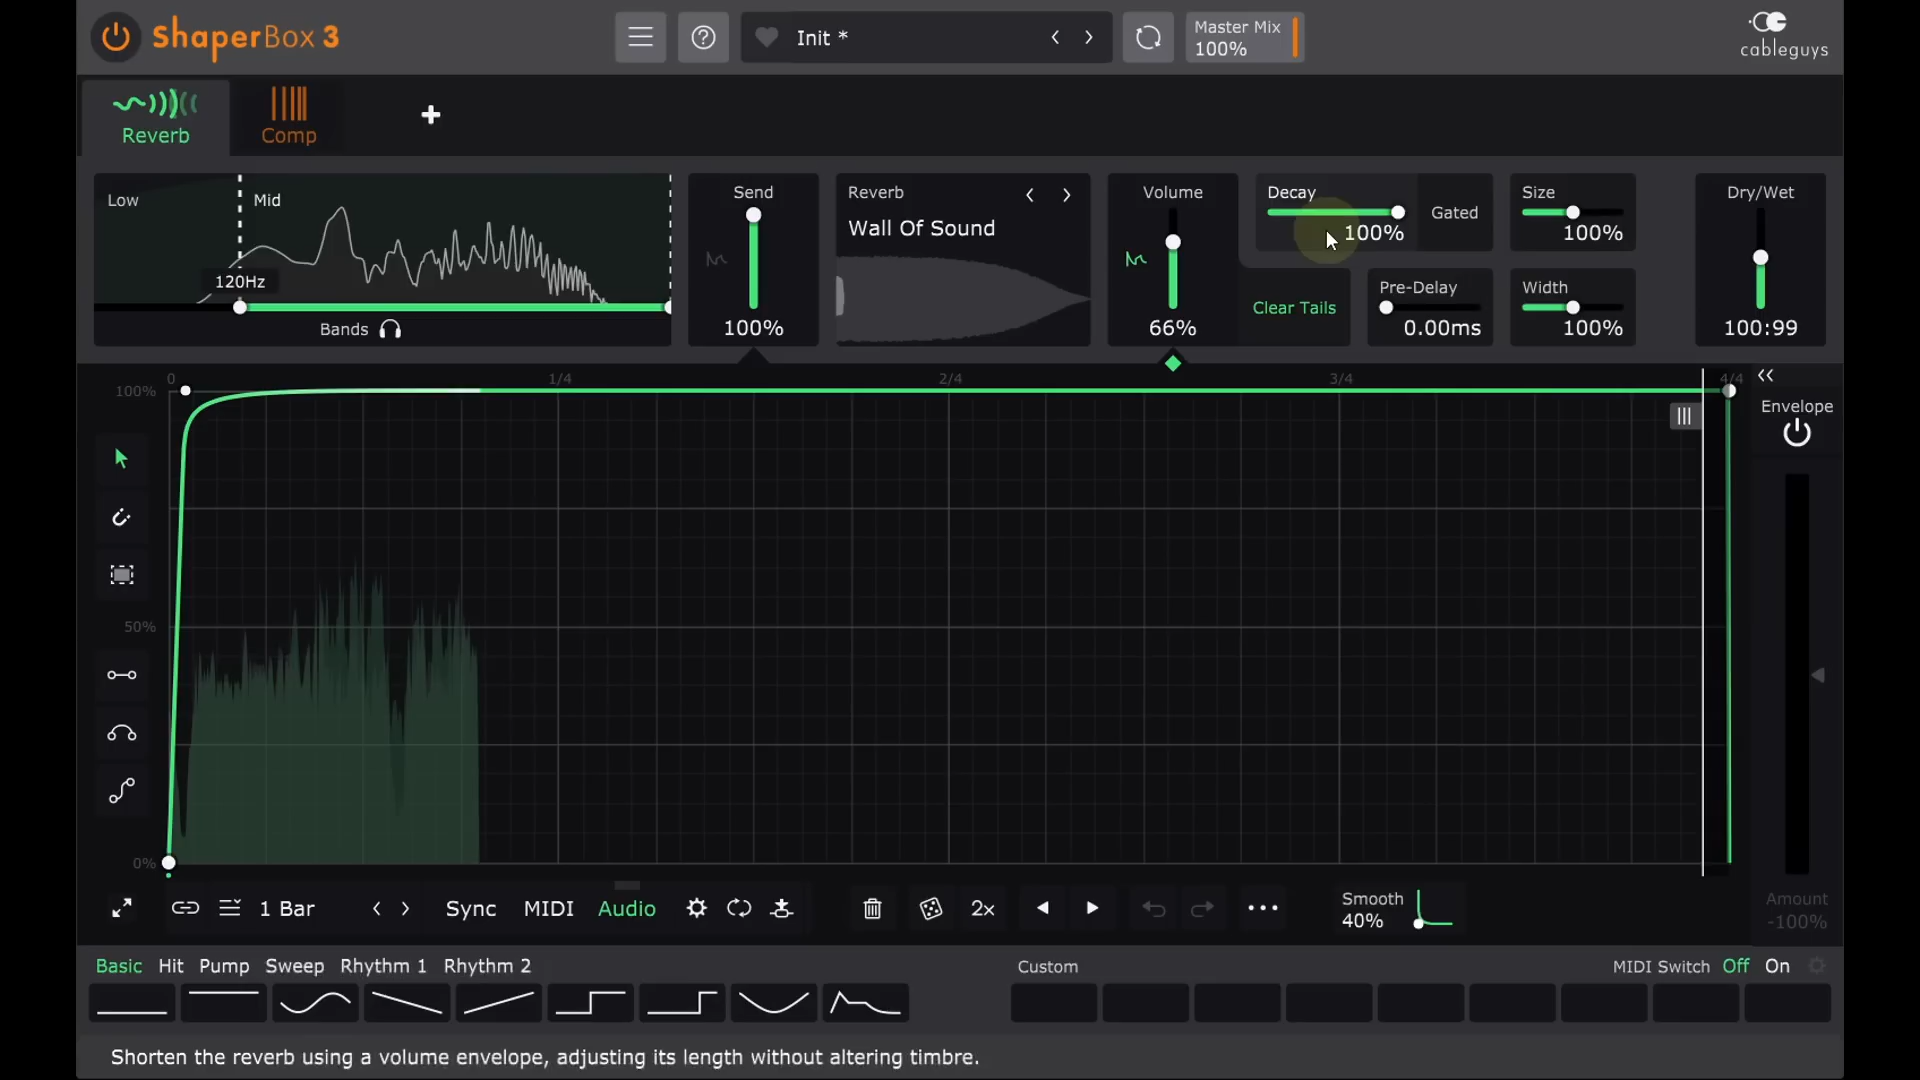 ShaperBox 3
Init *
Master Mix
100%
cableguys
Reverb
Comp
Low
Mid
120Hz
Bands
Send
100%
Reverb
Wall Of Sound
Volume
66%
Decay
100%
Gated
Clear Tails
Pre-Delay
0.00ms
Size
100%
Width
100%
Dry/Wet
100:99
0
1/4
2/4
3/4
4/4
100%
50%
0%
Envelope
Amount
-100%
1 Bar
Sync
MIDI
Audio
2x
Smooth
40%
Basic Hit Pump Sweep Rhythm 1 Rhythm 2
Custom
MIDI Switch Off On
Shorten the reverb using a volume envelope, adjusting its length without altering timbre.